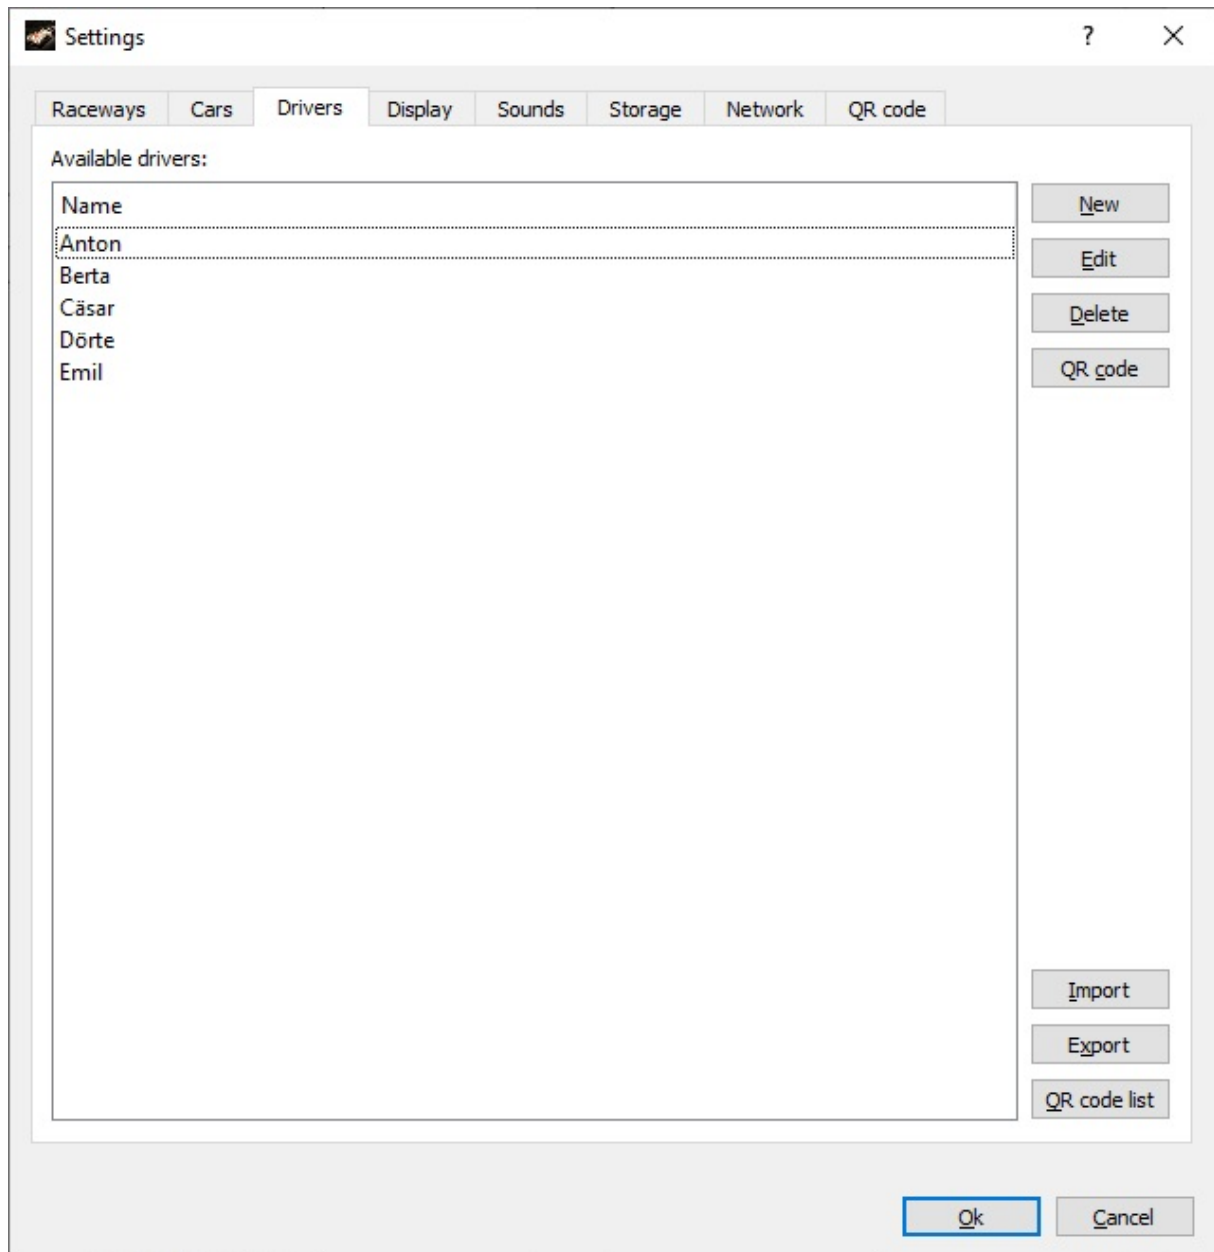 Settings
?
Raceways Cars Drivers Display Sounds Storage Network QR code
Available drivers:
Name
Anton
Berta
Cäsar
Dörte
Emil
New
Edit
Delete
QR code
Import
Export
QR code list
Ok Cancel